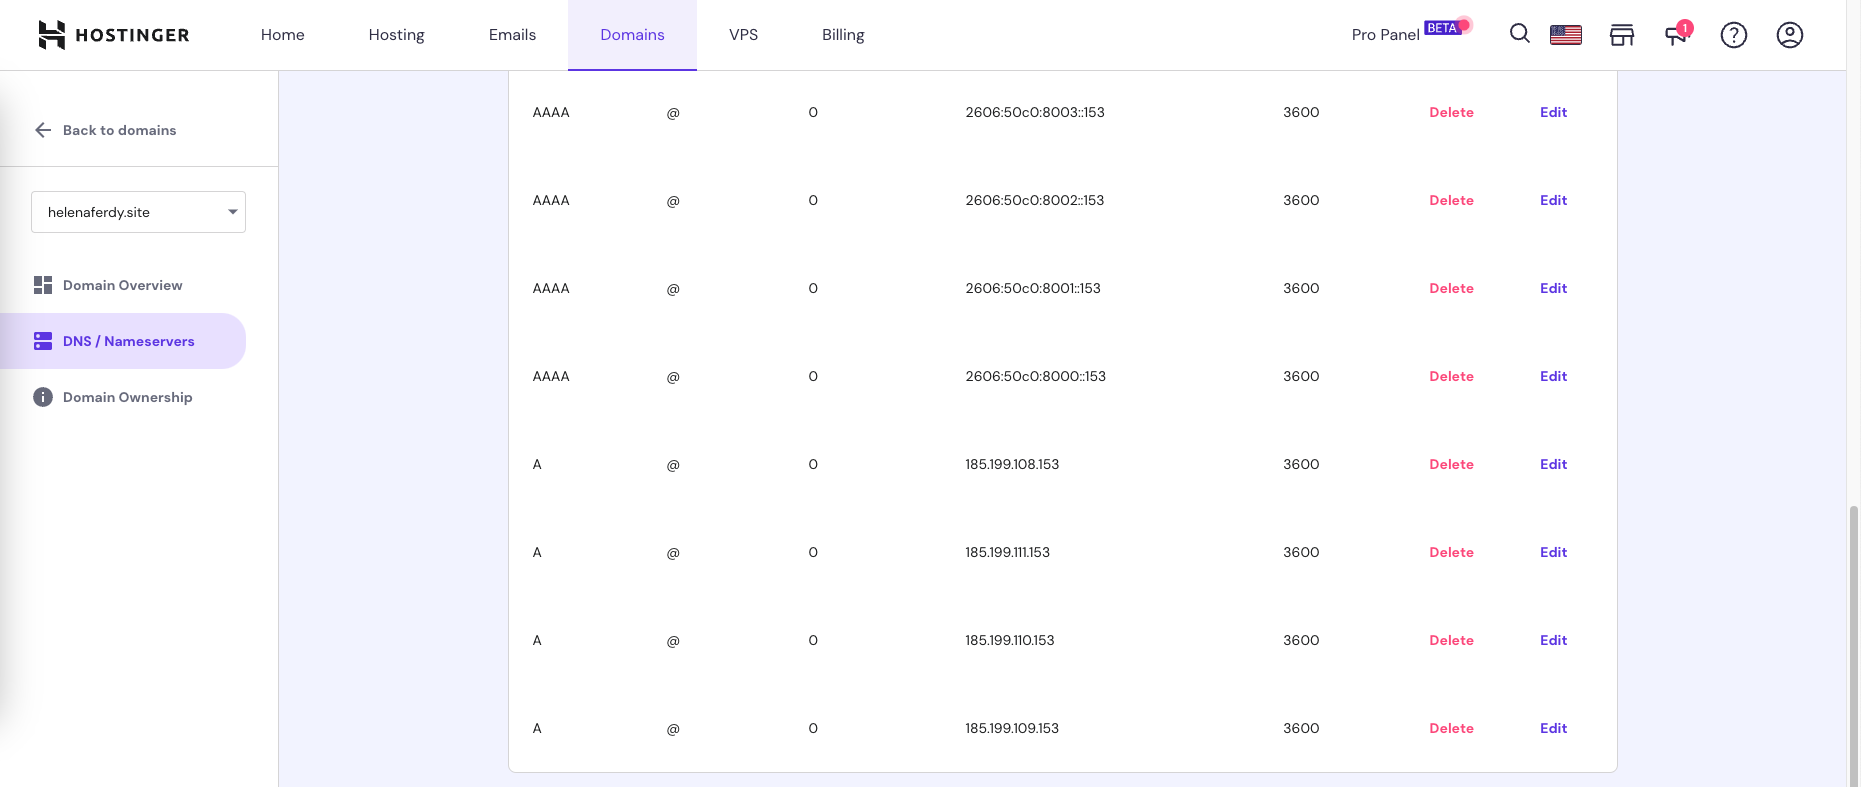 HOSTINGER Home Hosting Emails Domains VPS Billing Pro Panel BETA 1
Back to domains
helenaferdy.site
Domain Overview
DNS / Nameservers
Domain Ownership
AAAA @ 0 2606:50c0:8003::153 3600 Delete Edit
AAAA @ 0 2606:50c0:8002::153 3600 Delete Edit
AAAA @ 0 2606:50c0:8001::153 3600 Delete Edit
AAAA @ 0 2606:50c0:8000::153 3600 Delete Edit
A @ 0 185.199.108.153 3600 Delete Edit
A @ 0 185.199.111.153 3600 Delete Edit
A @ 0 185.199.110.153 3600 Delete Edit
A @ 0 185.199.109.153 3600 Delete Edit